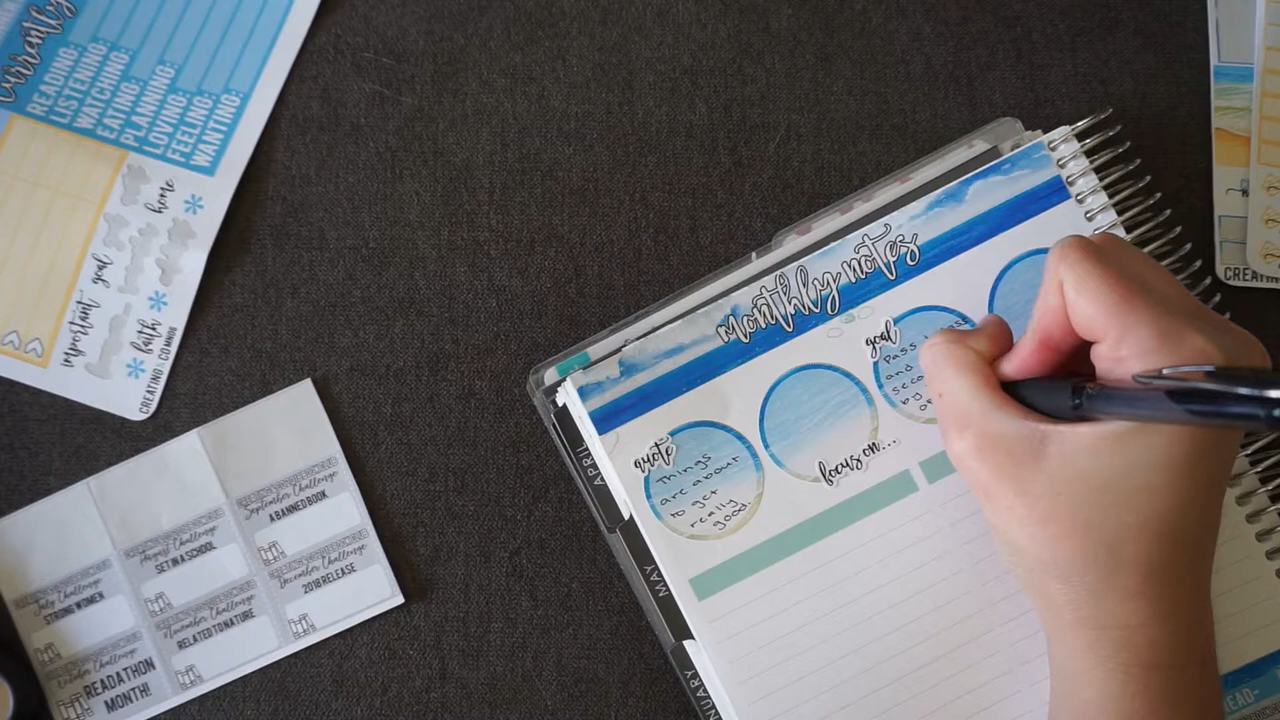 currently
READING:
LISTENING:
WATCHING:
EATING:
PLANNING:
LOVING:
FEELING:
WANTING:
home
goal
important
faith
CREATING
monthly notes
goal
Pass
and
by
quote
Things
are about
to get
really
good.
focus on...
APRIL
MAY
September Challenge
A BANNED BOOK
August Challenge
SET IN A SCHOOL
December Challenge
2018 RELEASE
July Challenge
STRONG WOMEN
November Challenge
RELATED TO NATURE
October Challenge
READATHON
MONTH!
READ-